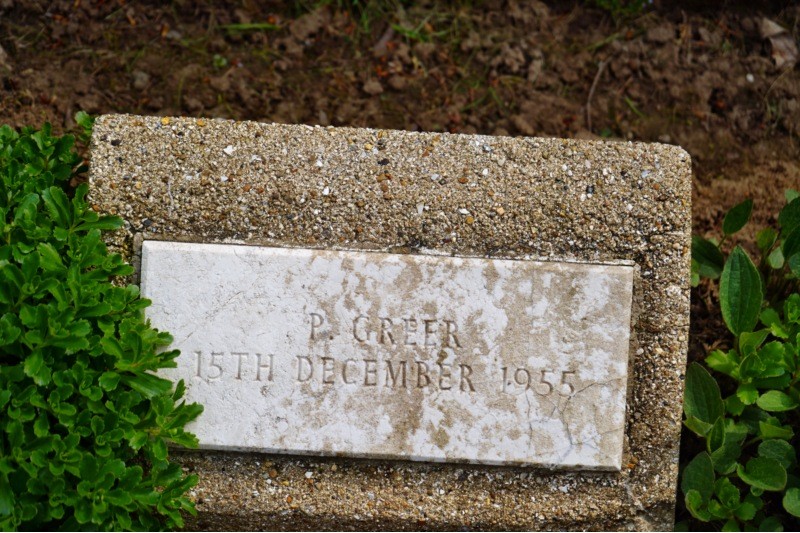 P. GREER
15TH DECEMBER 1955